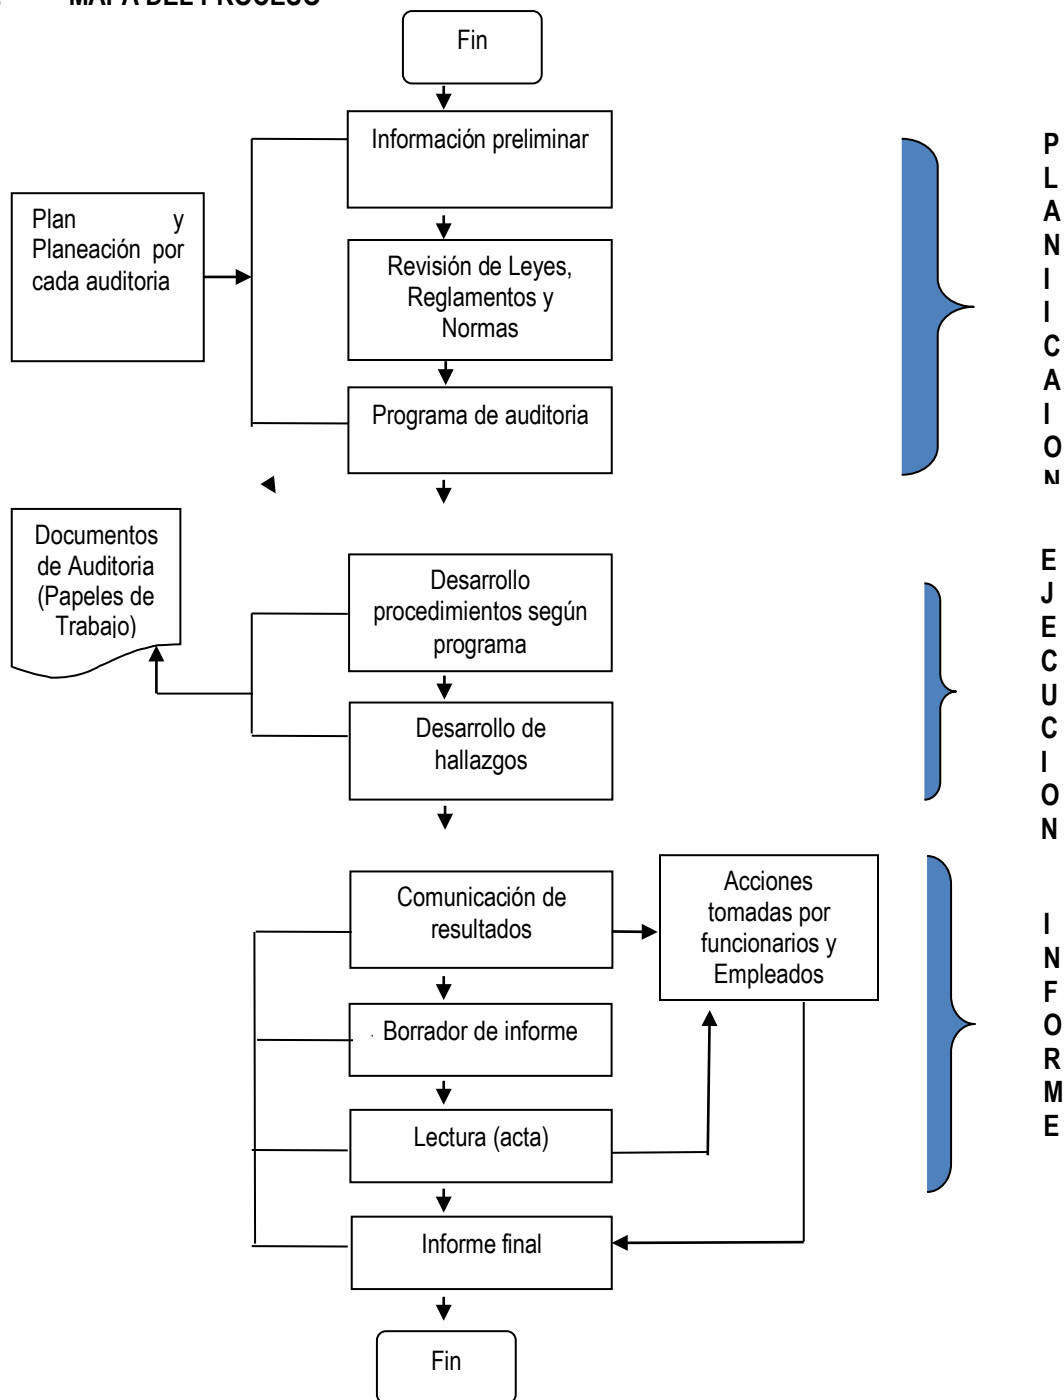 MAPA DEL PROCESO
Fin
Información preliminar
Plan y
Planeación por
cada auditoria
Revisión de Leyes,
Reglamentos y
Normas
Programa de auditoria
P
L
A
N
I
I
C
A
I
O
N
Documentos
de Auditoria
(Papeles de
Trabajo)
Desarrollo
procedimientos según
programa
Desarrollo de
hallazgos
E
J
E
C
U
C
I
O
N
Comunicación de
resultados
Acciones
tomadas por
funcionarios y
Empleados
Borrador de informe
Lectura (acta)
Informe final
I
N
F
O
R
M
E
Fin